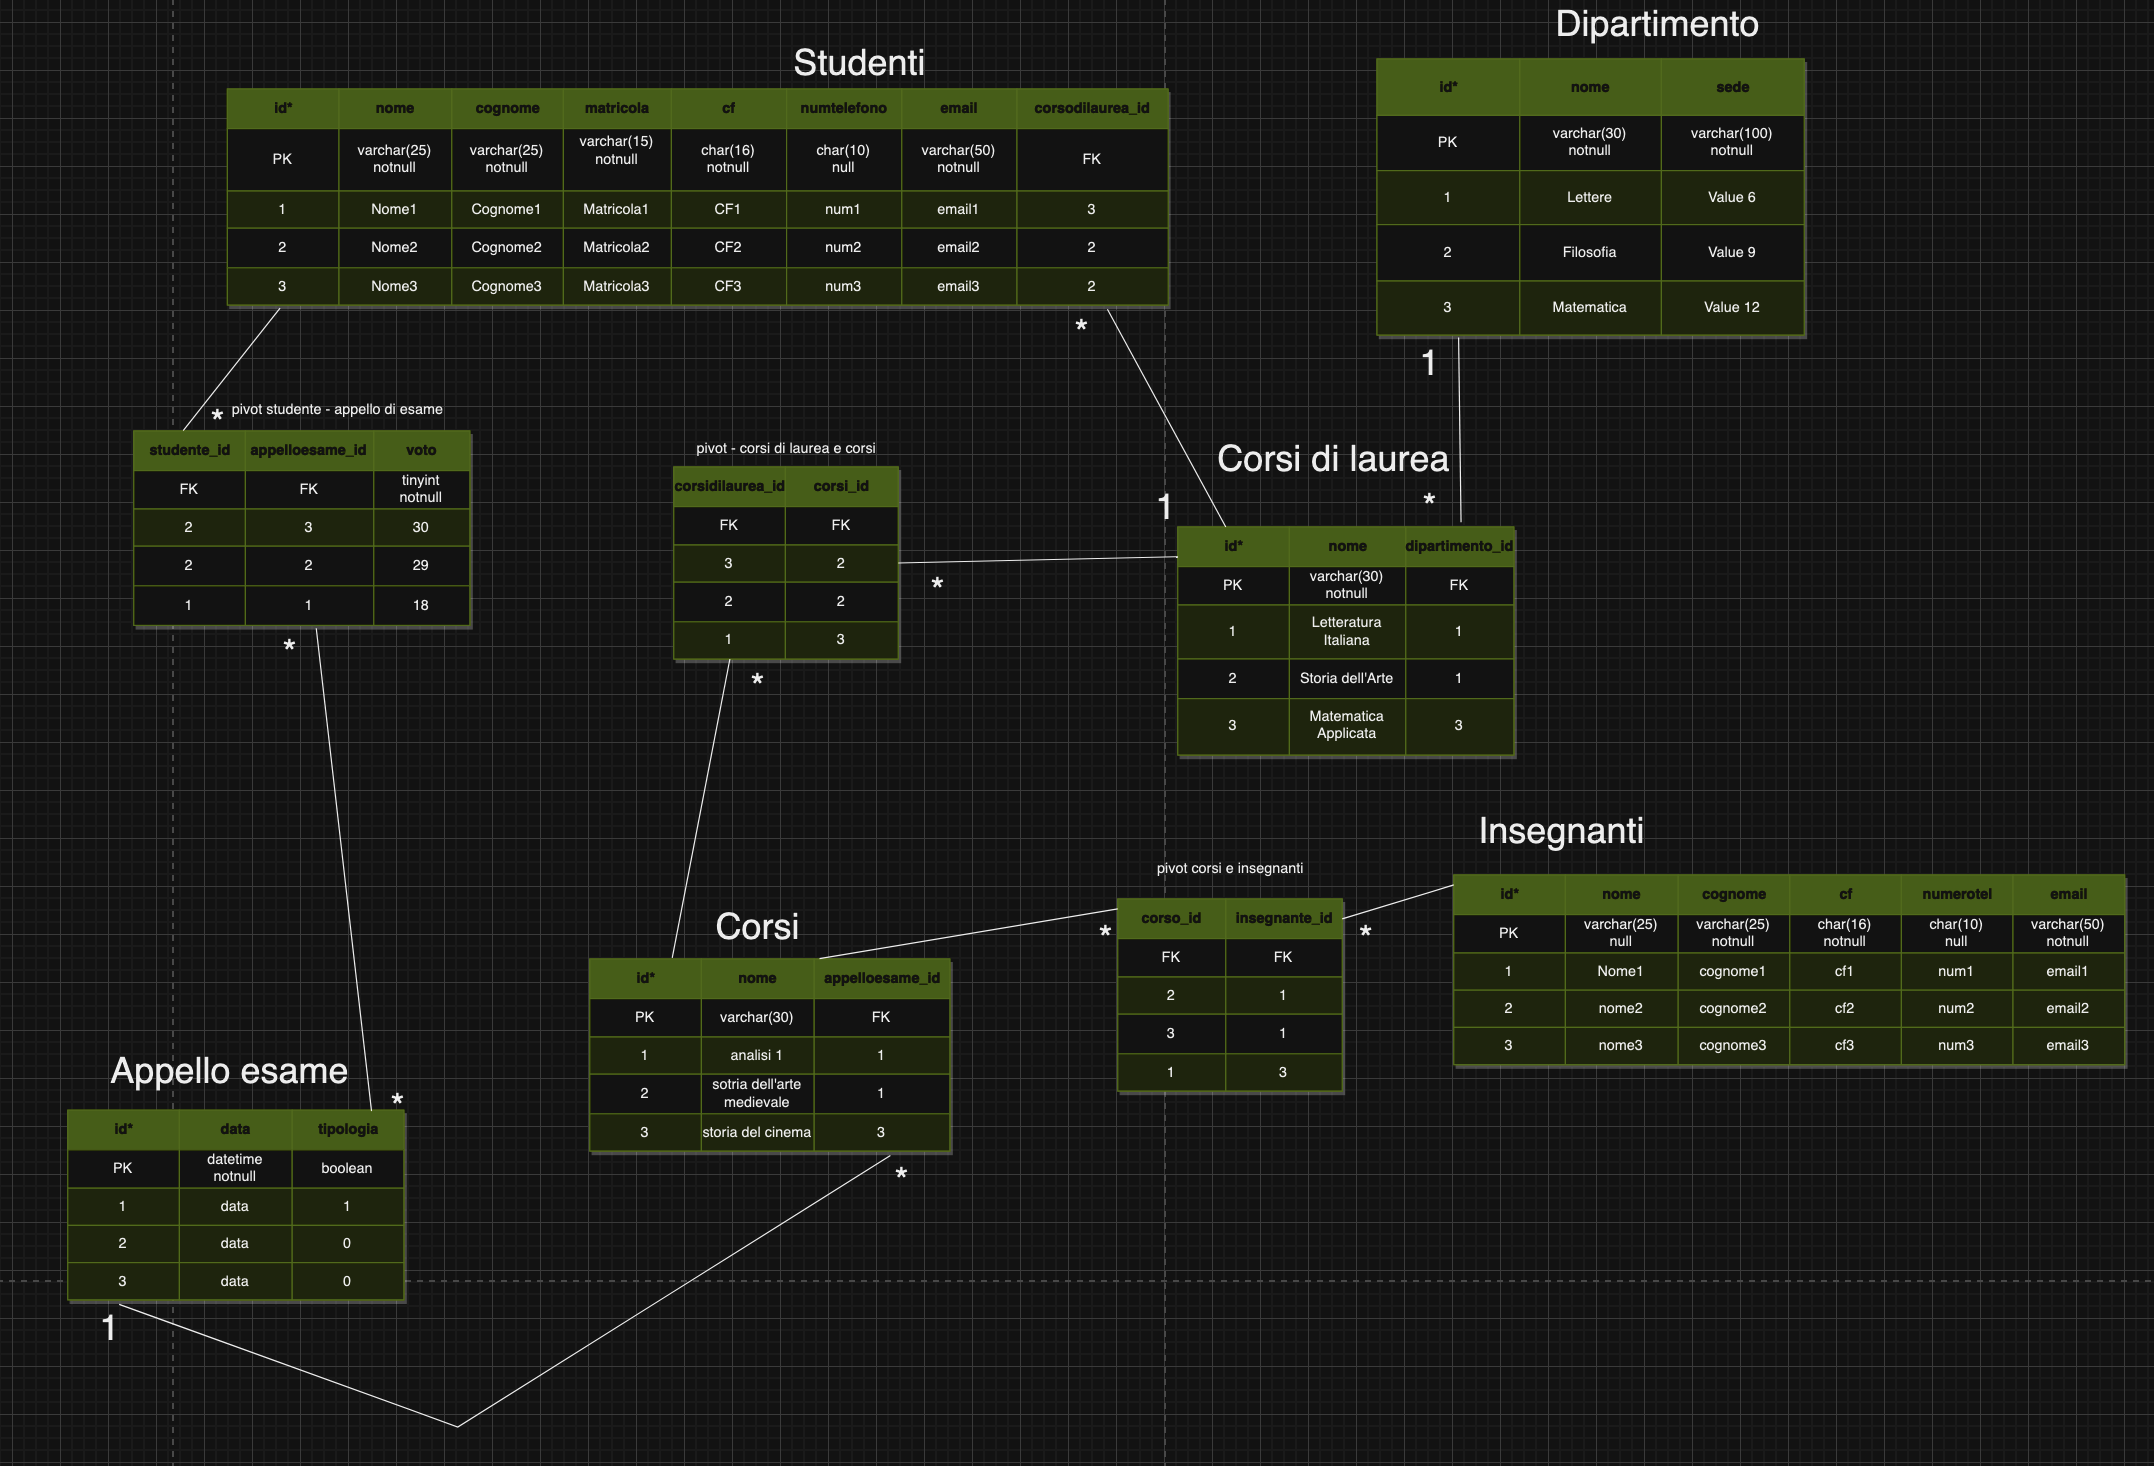 Dipartimento
id* nome sede
PK varchar(30) notnull varchar(100) notnull
1 Lettere Value 6
2 Filosofia Value 9
3 Matematica Value 12
1
Studenti
id* nome cognome matricola cf numtelefono email corsodilaurea_id
PK varchar(25) notnull varchar(25) notnull varchar(15) notnull char(16) notnull char(10) null varchar(50) notnull FK
1 Nome1 Cognome1 Matricola1 CF1 num1 email1 3
2 Nome2 Cognome2 Matricola2 CF2 num2 email2 2
3 Nome3 Cognome3 Matricola3 CF3 num3 email3 2
*
* pivot studente - appello di esame
studente_id appelloesame_id voto
FK FK tinyint notnull
2 3 30
2 2 29
1 1 18
*
pivot - corsi di laurea e corsi
corsidilaurea_id corsi_id
FK FK
3 2
2 2
1 3
*
*
Corsi di laurea
1
*
id* nome dipartimento_id
PK varchar(30) notnull FK
1 Letteratura Italiana 1
2 Storia dell'Arte 1
3 Matematica Applicata 3
Insegnanti
id* nome cognome cf numerotel email
PK varchar(25) null varchar(25) notnull char(16) notnull char(10) null varchar(50) notnull
1 Nome1 cognome1 cf1 num1 email1
2 nome2 cognome2 cf2 num2 email2
3 nome3 cognome3 cf3 num3 email3
pivot corsi e insegnanti
corso_id insegnante_id
FK FK
2 1
3 1
1 3
*
*
Corsi
id* nome appelloesame_id
PK varchar(30) FK
1 analisi 1 1
2 sotria dell'arte medievale 1
3 storia del cinema 3
*
Appello esame
*
id* data tipologia
PK datetime notnull boolean
1 data 1
2 data 0
3 data 0
1